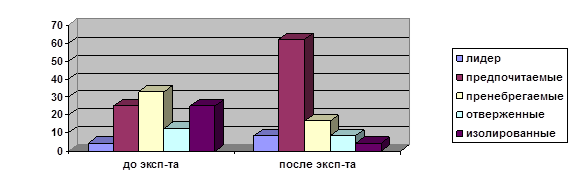 70
60
50
40
30
20
10
0
до эксп-та
после эксп-та
лидер
предпочитаемые
пренебрегаемые
отверженные
изолированные